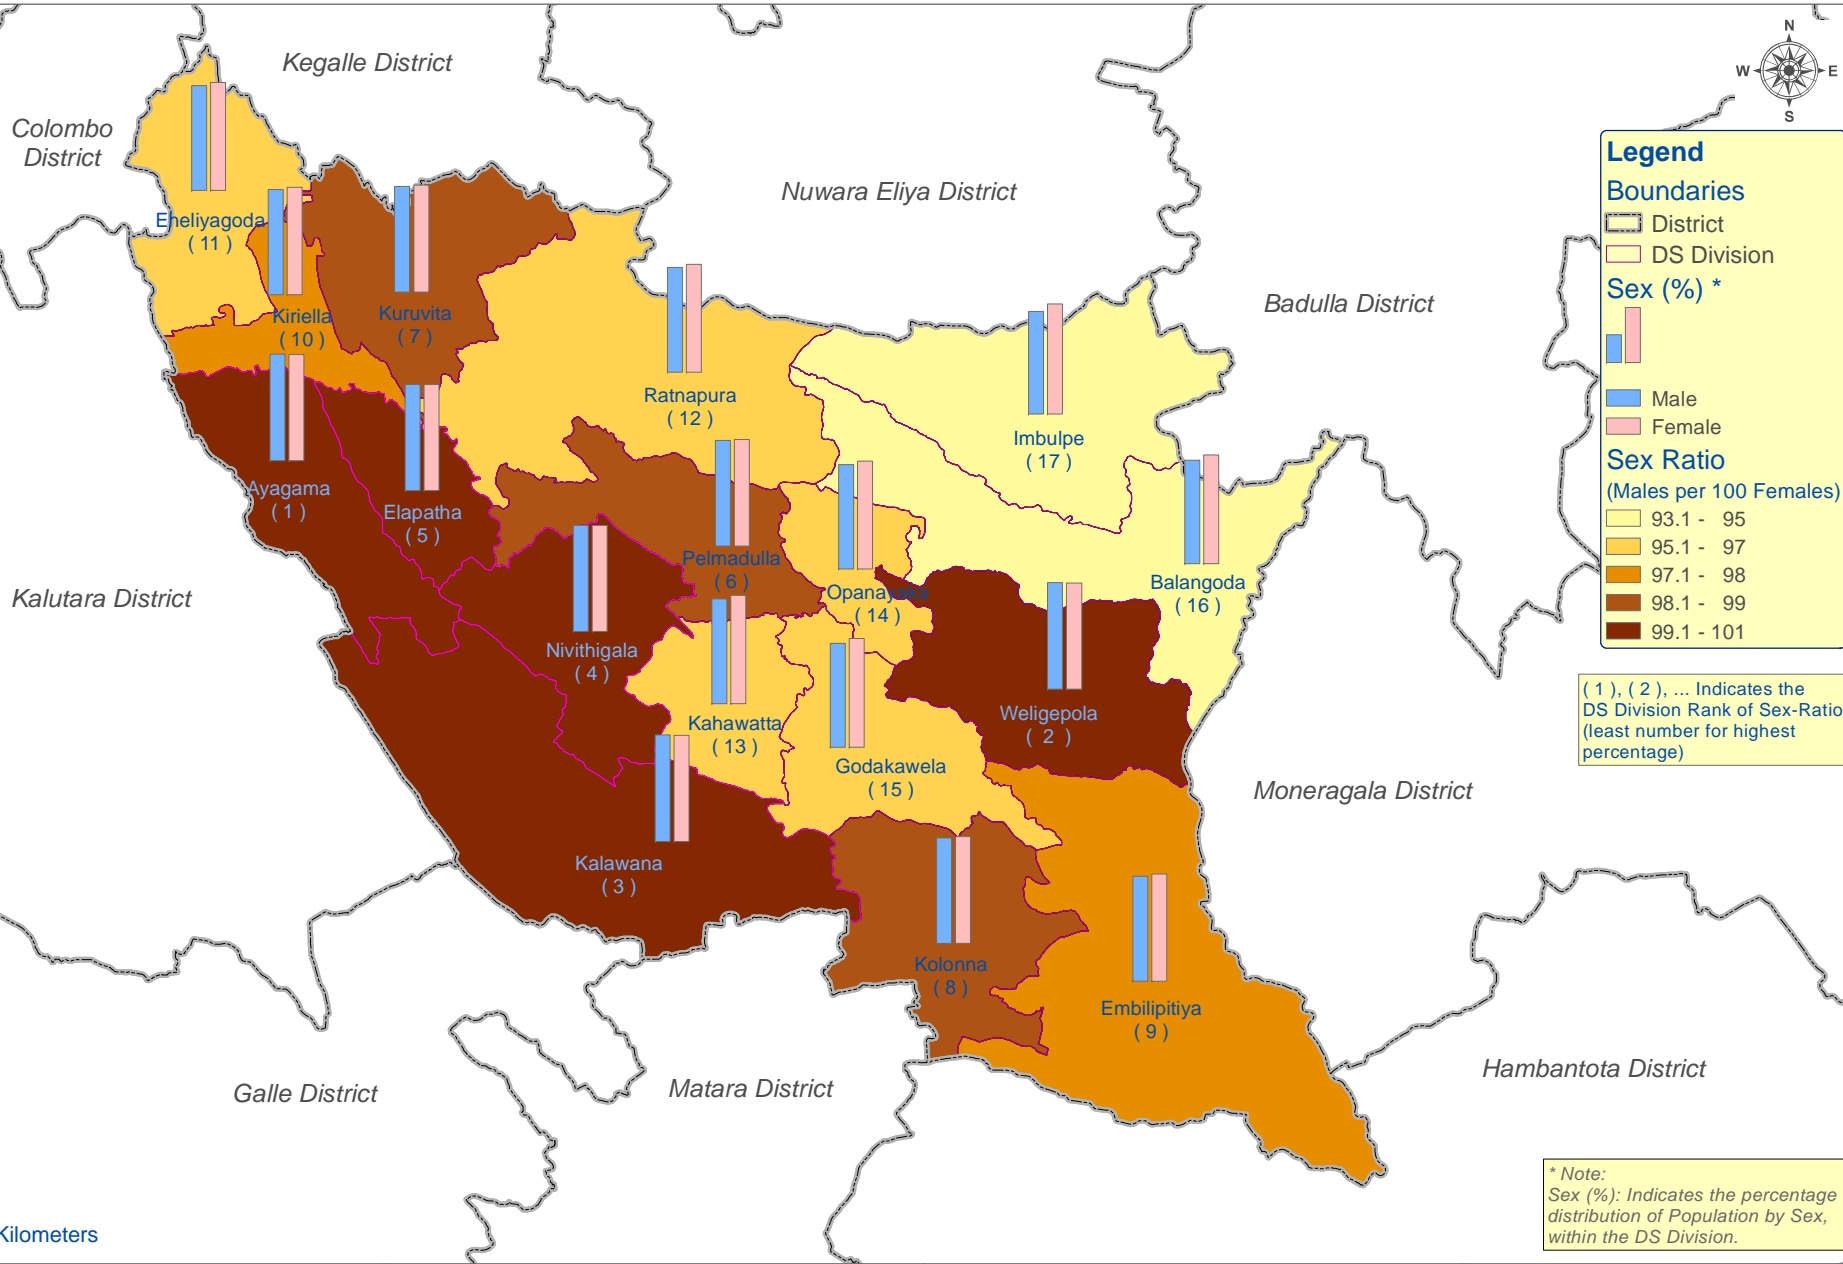 Kegalle District
Colombo
District
Nuwara Eliya District
Badulla District
Kalutara District
Moneragala District
Hambantota District
Galle District
Matara District
Eheliyagoda
( 11 )
Kiriella
( 10 )
Kuruvita
( 7 )
Ratnapura
( 12 )
Imbulpe
( 17 )
Ayagama
( 1 )
Elapatha
( 5 )
Pelmadulla
( 6 )
Opanayaka
( 14 )
Balangoda
( 16 )
Nivithigala
( 4 )
Kahawatta
( 13 )
Godakawela
( 15 )
Weligepola
( 2 )
Kalawana
( 3 )
Kolonna
( 8 )
Embilipitiya
( 9 )
N
W
E
S
Legend
Boundaries
District
DS Division
Sex (%) *
Male
Female
Sex Ratio
(Males per 100 Females)
93.1 - 95
95.1 - 97
97.1 - 98
98.1 - 99
99.1 - 101
( 1 ), ( 2 ), ... Indicates the
DS Division Rank of Sex-Ratio
(least number for highest
percentage)
* Note:
Sex (%): Indicates the percentage
distribution of Population by Sex,
within the DS Division.
Kilometers